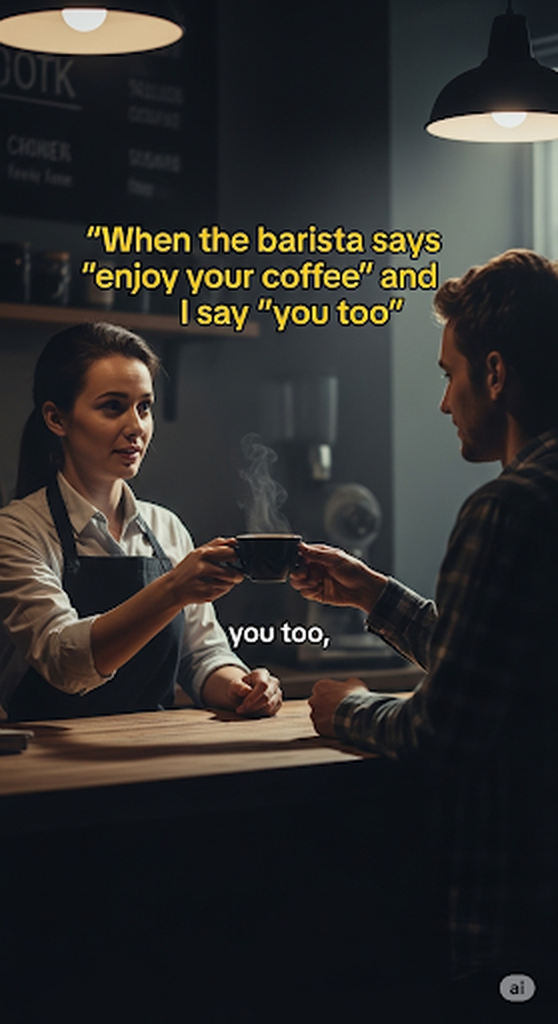 “When the barista says
“enjoy your coffee” and
I say “you too”
you too,
ai